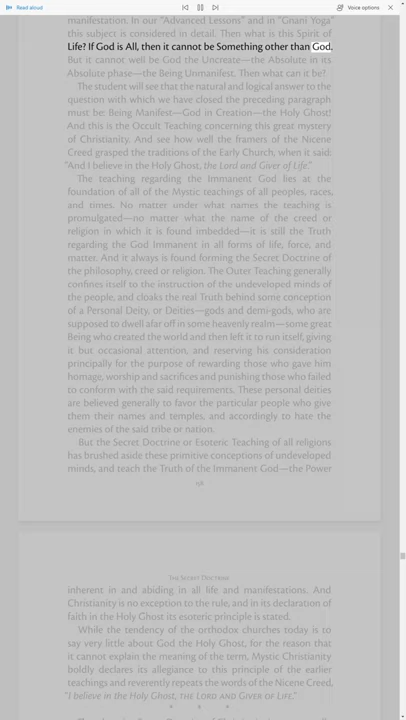 Read aloud
Voice options
manifestation. In our "Advanced Lessons" and in "Gnani Yoga"
this subject is considered in detail. Then what is this Spirit of
Life? If God is All, then it cannot be Something other than God.
But it cannot well be God the Uncreate—the Absolute in its
Absolute phase—the Being Unmanifest. Then what can it be?
The student will see that the natural and logical answer to the
question with which we have closed the preceding paragraph
must be: Being Manifest—God in Creation—the Holy Ghost!
And this is the Occult Teaching concerning this great mystery
of Christianity. And see how well the framers of the Nicene
Creed grasped the traditions of the Early Church, when it said:
"And I believe in the Holy Ghost, the Lord and Giver of Life."
The teaching regarding the Immanent God lies at the
foundation of all of the Mystic teachings of all peoples, races,
and times. No matter under what names the teaching is
promulgated—no matter what the name of the creed or
religion in which it is found imbedded—it is still the Truth
regarding the God Immanent in all forms of life, force, and
matter. And it always is found forming the Secret Doctrine of
the philosophy, creed or religion. The Outer Teaching generally
confines itself to the instruction of the undeveloped minds of
the people, and cloaks the real Truth behind some conception
of a Personal Deity, or Deities—gods and demi-gods, who are
supposed to dwell afar off in some heavenly realm—some great
Being who created the world and then left it to run itself, giving
it but occasional attention, and reserving his consideration
principally for the purpose of rewarding those who gave him
homage, worship and sacrifices and punishing those who failed
to conform with the said requirements. These personal deities
are believed generally to favor the particular people who give
them their names and temples, and accordingly to hate the
enemies of the said tribe or nation.
But the Secret Doctrine or Esoteric Teaching of all religions
has brushed aside these primitive conceptions of undeveloped
minds, and teach the Truth of the Immanent God—the Power
The Secret Doctrine
inherent in and abiding in all life and manifestations. And
Christianity is no exception to the rule, and in its declaration of
faith in the Holy Ghost its esoteric principle is stated.
While the tendency of the orthodox churches today is to
say very little about God the Holy Ghost, for the reason that
it cannot explain the meaning of the term, Mystic Christianity
boldly declares its allegiance to this principle of the earlier
teachings and reverently repeats the words of the Nicene Creed,
"I believe in the Holy Ghost, the Lord and Giver of Life."
* * *